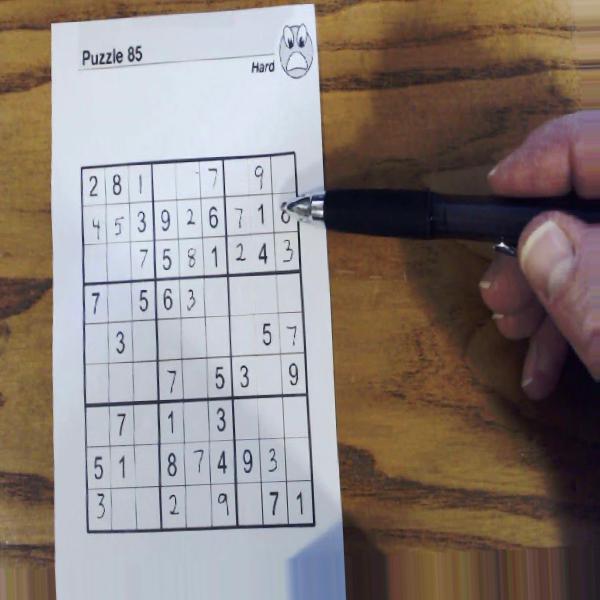 Puzzle 85
Hard
2 8 1 7 9
4 5 3 9 2 6 7 1 8
7 5 8 1 2 4 3
7 5 6 3
3 5 7
7 5 3 9
7 1 3
5 1 8 7 4 9 3
3 2 9 7 1